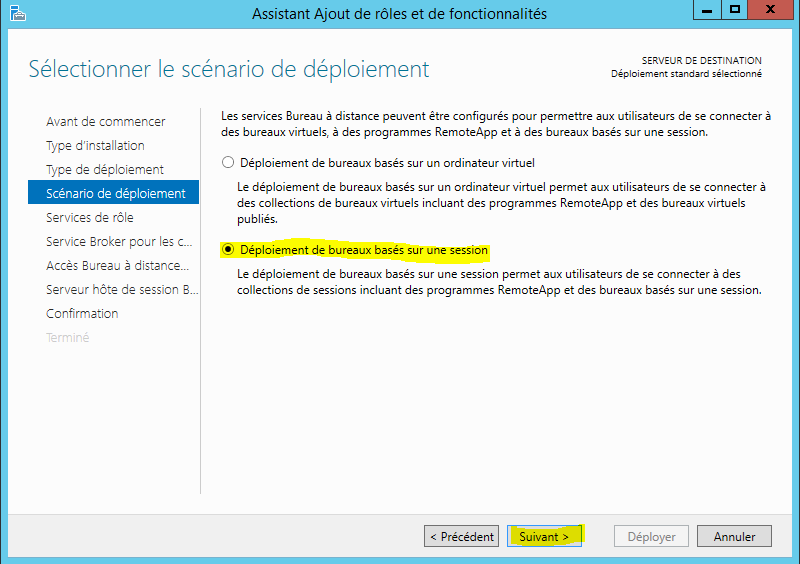 Assistant Ajout de rôles et de fonctionnalités
Sélectionner le scénario de déploiement
SERVEUR DE DESTINATION
Déploiement standard sélectionné
Avant de commencer
Type d'installation
Type de déploiement
Scénario de déploiement
Services de rôle
Service Broker pour les c...
Accès Bureau à distance...
Serveur hôte de session B...
Confirmation
Terminé
Les services Bureau à distance peuvent être configurés pour permettre aux utilisateurs de se connecter à
des bureaux virtuels, à des programmes RemoteApp et à des bureaux basés sur une session.
Déploiement de bureaux basés sur un ordinateur virtuel
Le déploiement de bureaux basés sur un ordinateur virtuel permet aux utilisateurs de se connecter à
des collections de bureaux virtuels incluant des programmes RemoteApp et des bureaux virtuels
publiés.
Déploiement de bureaux basés sur une session
Le déploiement de bureaux basés sur une session permet aux utilisateurs de se connecter à des
collections de sessions incluant des programmes RemoteApp et des bureaux basés sur une session.
< Précédent
Suivant >
Déployer
Annuler